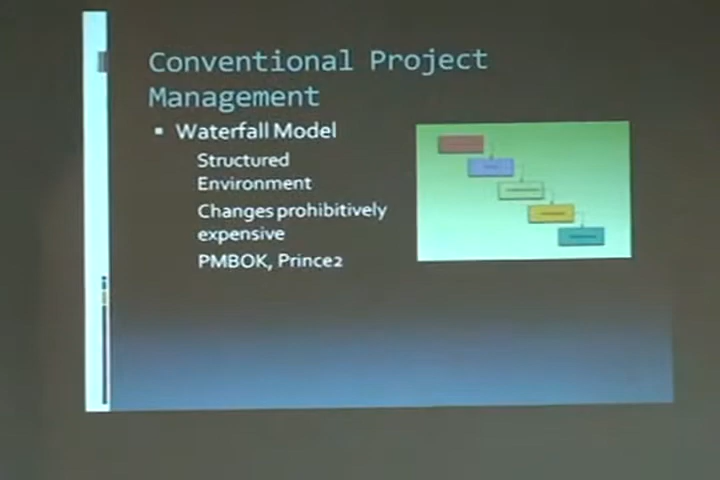 Conventional Project
Management
Waterfall Model
Structured
Environment
Changes prohibitively
expensive
PMBOK, Prince2